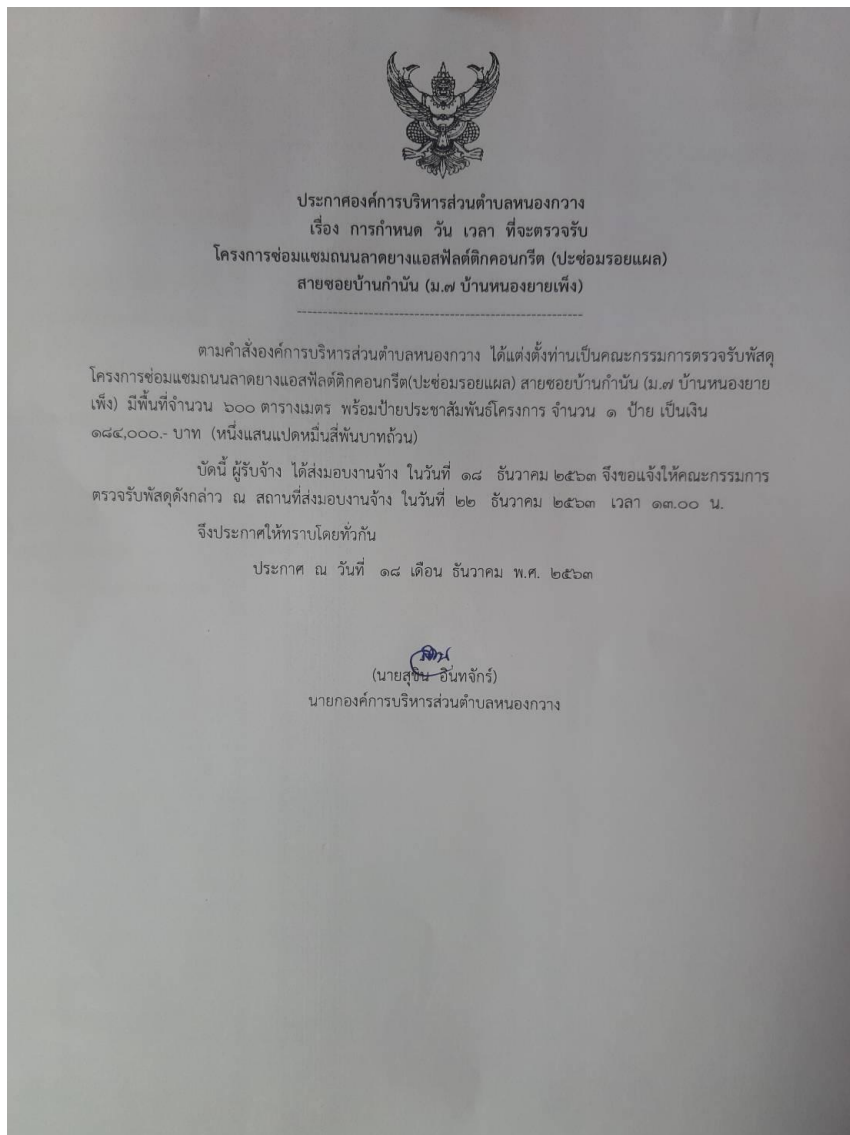 ประกาศองค์การบริหารส่วนตำบลหนองกวาง
เรื่อง การกำหนด วัน เวลา ที่จะตรวจรับ
โครงการซ่อมแซมถนนลาดยางแอสฟัลต์ติกคอนกรีต (ปะซ่อมรอยแผล)
สายซอยบ้านกำนัน (ม.๗ บ้านหนองยายเพ็ง)
-------------------------------------------------------
ตามคำสั่งองค์การบริหารส่วนตำบลหนองกวาง ได้แต่งตั้งท่านเป็นคณะกรรมการตรวจรับพัสดุ
โครงการซ่อมแซมถนนลาดยางแอสฟัลต์ติกคอนกรีต(ปะซ่อมรอยแผล) สายซอยบ้านกำนัน (ม.๗ บ้านหนองยาย
เพ็ง) มีพื้นที่จำนวน ๖๐๐ ตารางเมตร พร้อมป้ายประชาสัมพันธ์โครงการ จำนวน ๑ ป้าย เป็นเงิน
๑๘๔,๐๐๐.- บาท (หนึ่งแสนแปดหมื่นสี่พันบาทถ้วน)
บัดนี้ ผู้รับจ้าง ได้ส่งมอบงานจ้าง ในวันที่ ๑๘ ธันวาคม ๒๕๖๓ จึงขอแจ้งให้คณะกรรมการ
ตรวจรับพัสดุดังกล่าว ณ สถานที่ส่งมอบงานจ้าง ในวันที่ ๒๒ ธันวาคม ๒๕๖๓ เวลา ๑๓.๐๐ น.
จึงประกาศให้ทราบโดยทั่วกัน
ประกาศ ณ วันที่ ๑๘ เดือน ธันวาคม พ.ศ. ๒๕๖๓
(นายสุชิน อินทจักร์)
นายกองค์การบริหารส่วนตำบลหนองกวาง